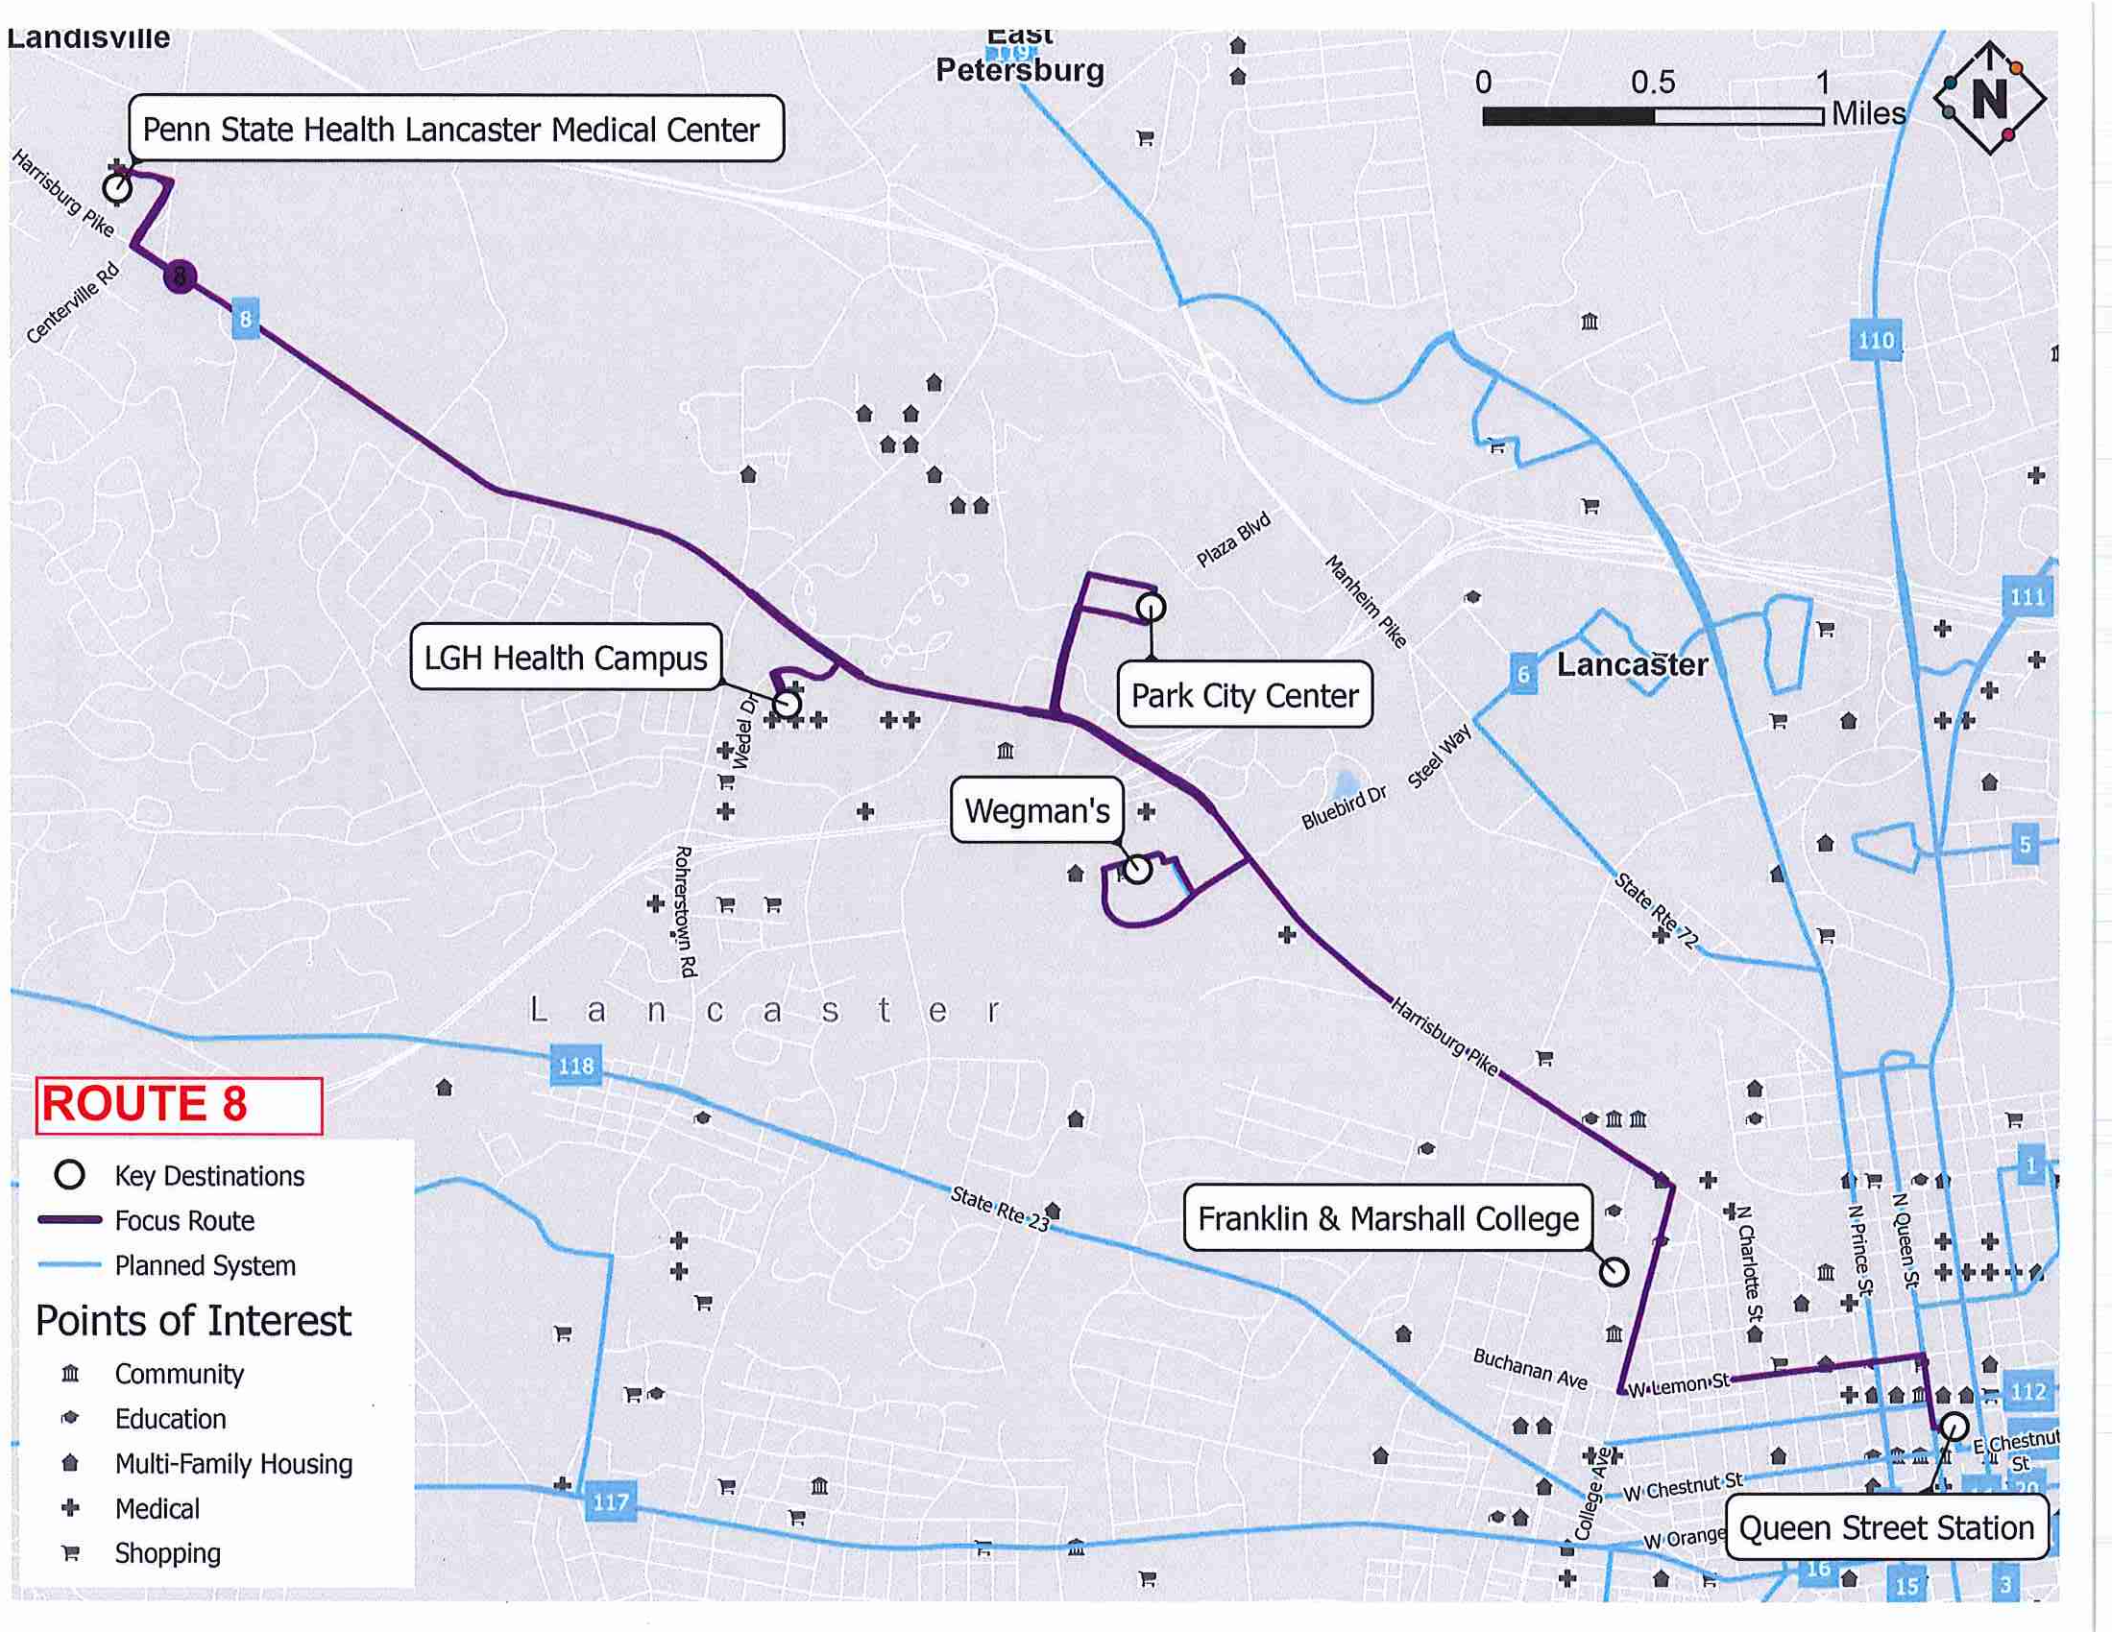 Landisville
East
119
Petersburg
0 0.5 1
Miles
N
Penn State Health Lancaster Medical Center
Harrisburg Pike
Centerville Rd
8
8
110
Plaza Blvd
Manheim Pike
111
LGH Health Campus
Wedel Dr
Park City Center
6
Lancaster
Steel Way
Bluebird Dr
Wegman's
5
Rohrerstown Rd
State Rte 72
Lancaster
Harrisburg Pike
118
ROUTE 8
Key Destinations
Focus Route
Planned System
Points of Interest
Community
Education
Multi-Family Housing
Medical
Shopping
State Rte 23
1
Franklin & Marshall College
N Charlotte St
N Prince St
N Queen St
Buchanan Ave
W Lemon St
112
E Chestnut
St
College Ave
W Chestnut St
20
117
W Orange
Queen Street Station
16
15
3